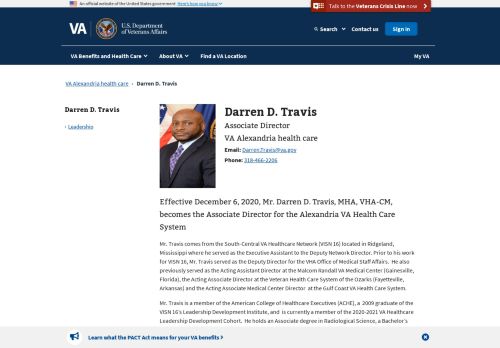 An official website of the United States government Here's how you know
Talk to the Veterans Crisis Line now
VA
U.S. Department
of Veterans Affairs
Search
Contact us
Sign in
VA Benefits and Health Care
About VA
Find a VA Location
My VA
VA Alexandria health care › Darren D. Travis
Darren D. Travis
› Leadership
Darren D. Travis
Associate Director
VA Alexandria health care
Email: Darren.Travis@va.gov
Phone: 318-466-2206
Effective December 6, 2020, Mr. Darren D. Travis, MHA, VHA-CM,
becomes the Associate Director for the Alexandria VA Health Care
System
Mr. Travis comes from the South-Central VA Healthcare Network (VISN 16) located in Ridgeland,
Mississippi where he served as the Executive Assistant to the Deputy Network Director. Prior to his work
for VISN 16, Mr. Travis served as the Deputy Director for the VHA Office of Medical Staff Affairs. He also
previously served as the Acting Assistant Director at the Malcom Randall VA Medical Center (Gainesville,
Florida), the Acting Associate Director at the Veteran Health Care System of the Ozarks (Fayetteville,
Arkansas) and the Acting Associate Medical Center Director at the Gulf Coast VA Health Care System.
Mr. Travis is a member of the American College of Healthcare Executives (ACHE), a 2009 graduate of the
VISN 16's Leadership Development Institute, and is currently a member of the 2020-2021 VA Healthcare
Leadership Development Cohort. He holds an Associate degree in Radiological Science, a Bachelor's
Learn what the PACT Act means for your VA benefits